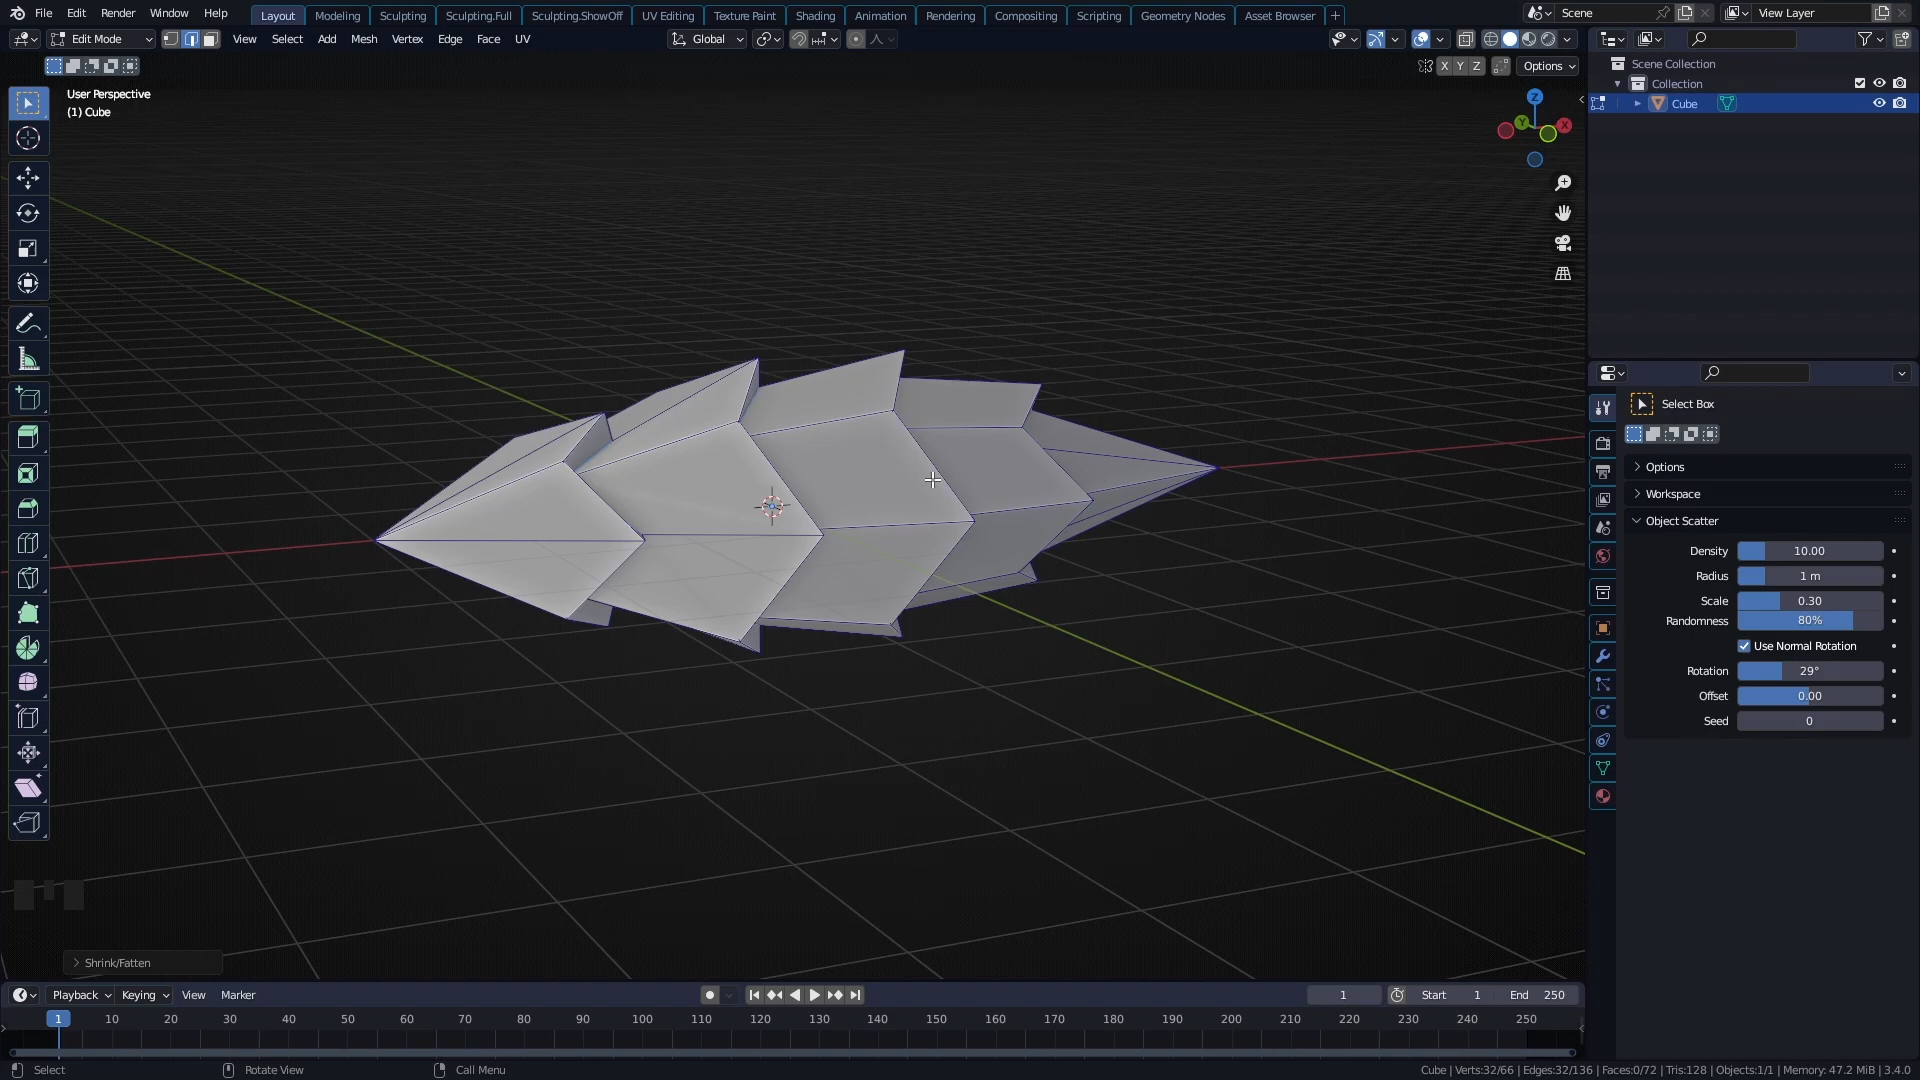 File Edit Render Window Help Layout Modeling Sculpting Sculpting.Full Sculpting.ShowOff UV Editing Texture Paint Shading Animation Rendering Compositing Scripting Geometry Nodes Asset Browser + Scene View Layer
Edit Mode View Select Add Mesh Vertex Edge Face UV Global
X Y Z Options
User Perspective
(1) Cube
Z
Y
X
Scene Collection
Collection
Cube
Select Box
Options
Workspace
Object Scatter
Density 10.00
Radius 1 m
Scale 0.30
Randomness 80%
Use Normal Rotation
Rotation 29°
Offset 0.00
Seed 0
Shrink/Fatten
Playback Keying View Marker 1 Start 1 End 250
1 10 20 30 40 50 60 70 80 90 100 110 120 130 140 150 160 170 180 190 200 210 220 230 240 250
Select Rotate View Call Menu Cube | Verts:32/66 | Edges:32/136 | Faces:0/72 | Tris:128 | Objects:1/1 | Memory: 47.2 MiB | 3.4.0